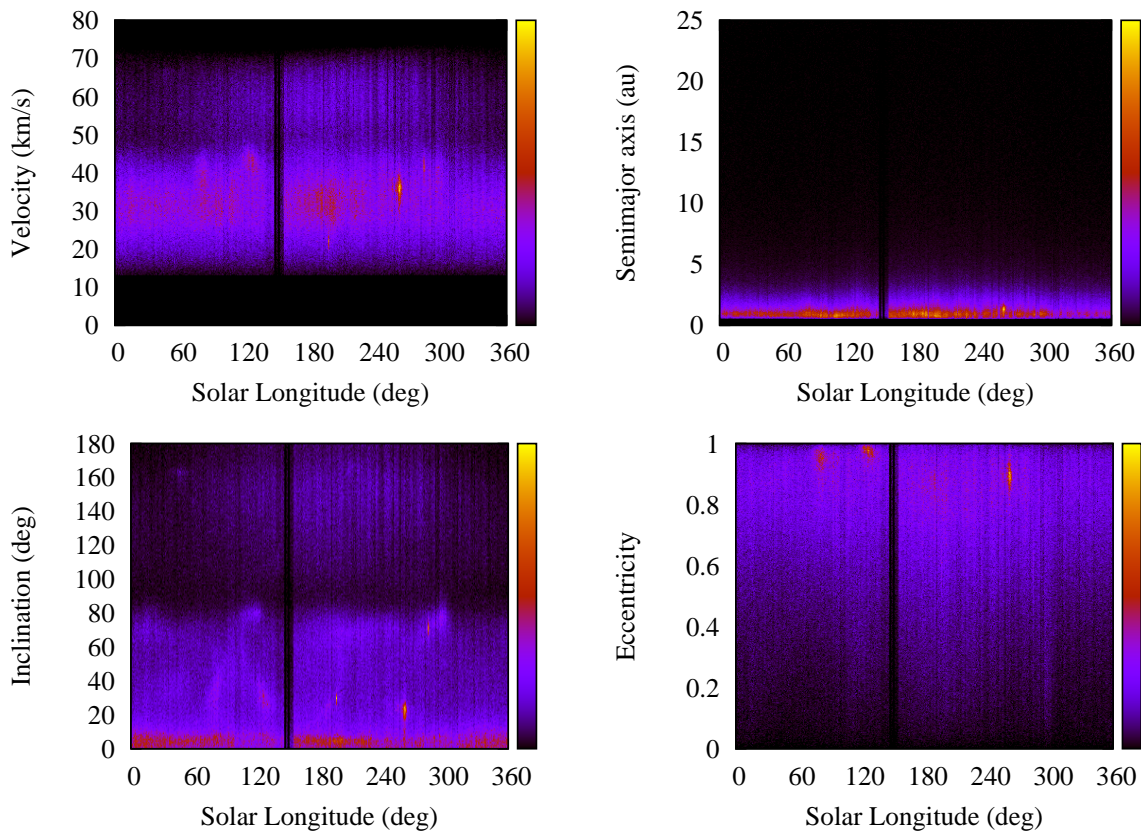 80
70
60
50
40
30
20
10
0
Velocity (km/s)
0 60 120 180 240 300 360
Solar Longitude (deg)
25
20
15
10
5
0
Semimajor axis (au)
0 60 120 180 240 300 360
Solar Longitude (deg)
180
160
140
120
100
80
60
40
20
0
Inclination (deg)
0 60 120 180 240 300 360
Solar Longitude (deg)
1
0.8
0.6
0.4
0.2
0
Eccentricity
0 60 120 180 240 300 360
Solar Longitude (deg)